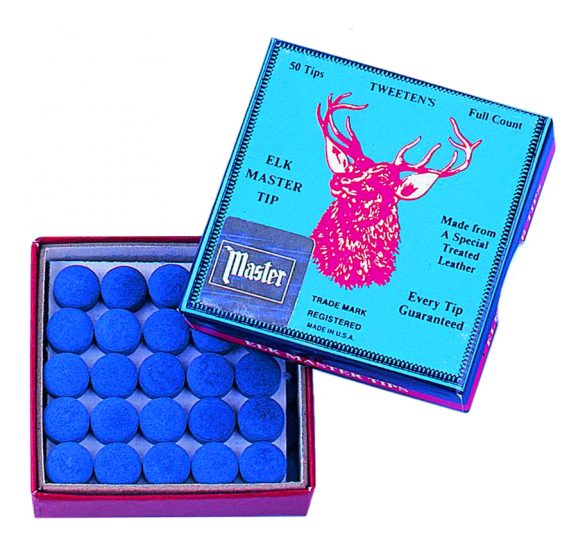 50 Tips
TWEETEN'S
Full Count
ELK
MASTER
TIP
Made from
A Special
Treated
Leather
Master
Every Tip
Guaranteed
TRADE MARK
REGISTERED
MADE IN U.S.A.
ELK MASTER TIPS